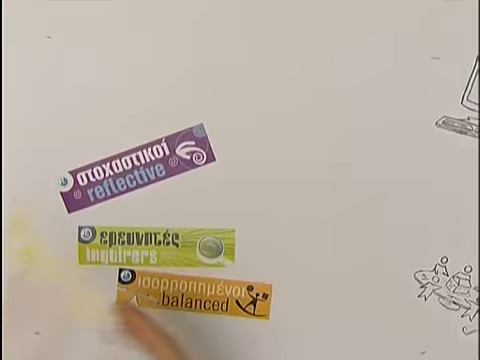 στοχαστικοί
reflective
ερευνητές
inquirers
ισορροπημένοι
balanced